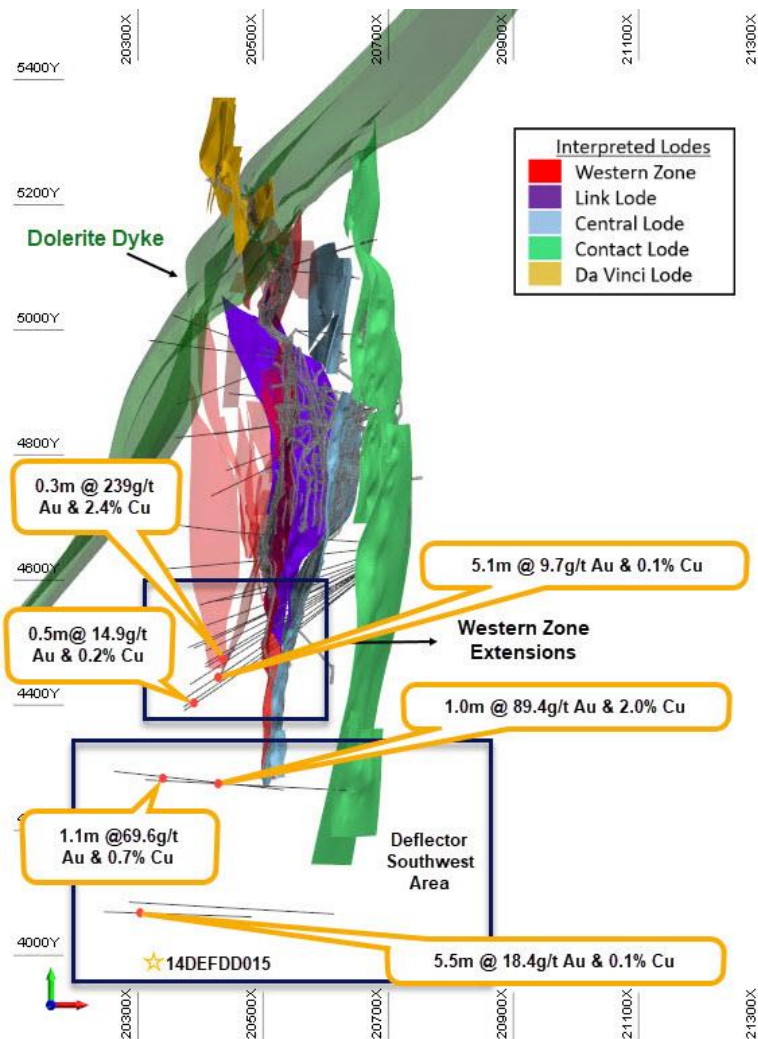 20300X
20500X
20700X
20900X
21100X
21300X
5400Y
Interpreted Lodes
Western Zone
Link Lode
Central Lode
Contact Lode
Da Vinci Lode
5200Y
Dolerite Dyke
5000Y
4800Y
0.3m @ 239g/t
Au & 2.4% Cu
4600Y
5.1m @ 9.7g/t Au & 0.1% Cu
0.5m@ 14.9g/t
Au & 0.2% Cu
Western Zone
Extensions
4400Y
1.0m @ 89.4g/t Au & 2.0% Cu
1.1m @69.6g/t
Au & 0.7% Cu
Deflector
Southwest
Area
4000Y
14DEFDD015
5.5m @ 18.4g/t Au & 0.1% Cu
20300X
20500X
20700X
20900X
21100X
21300X